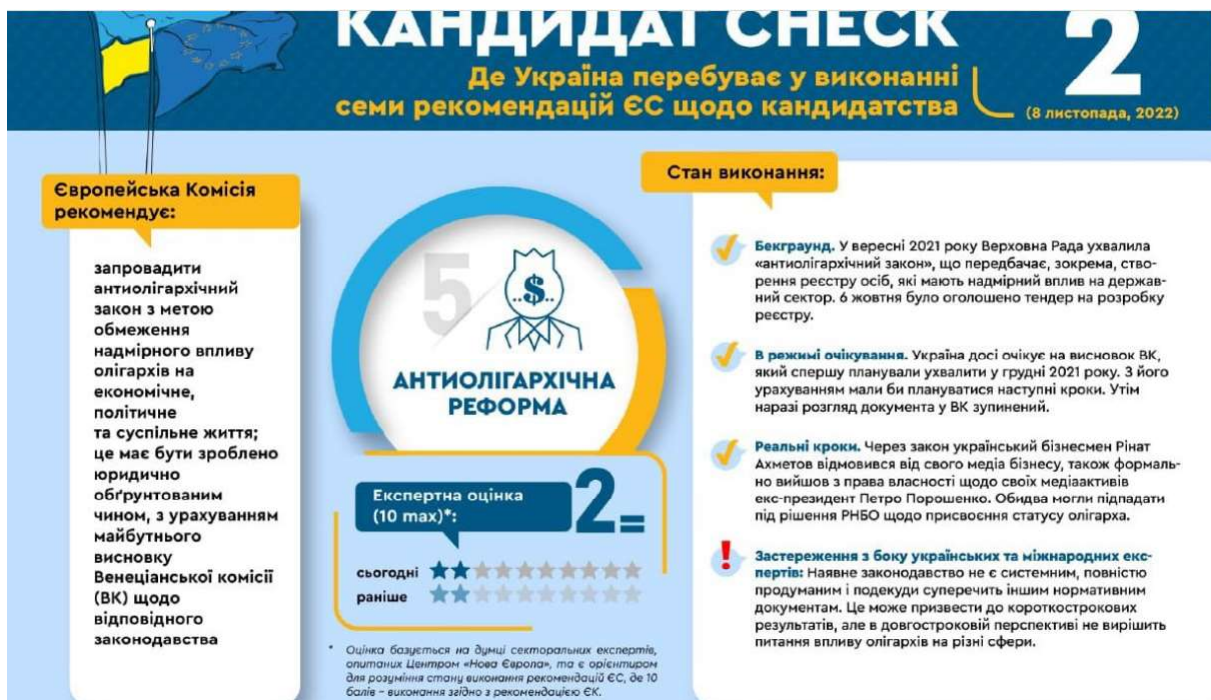 КАНДИДАТ CHECK
2
Де Україна перебуває у виконанні
семи рекомендацій ЄС щодо кандидатства
(8 листопада, 2022)
Європейська Комісія
рекомендує:
запровадити
антиолігархічний
закон з метою
обмеження
надмірного впливу
олігархів на
економічне,
політичне
та суспільне життя;
це має бути зроблено
юридично
обґрунтованим
чином, з урахуванням
майбутнього
висновку
Венеціанської комісії
(ВК) щодо
відповідного
законодавства
5
$
АНТИОЛІГАРХІЧНА
РЕФОРМА
Експертна оцінка
(10 max)*:
2=
сьогодні
раніше
* Оцінка базується на думці секторальних експертів,
опитаних Центром «Нова Європа», та є орієнтиром
для розуміння стану виконання рекомендацій ЄС, де 10
балів – виконання згідно з рекомендацією ЄК.
Стан виконання:
Бекграунд. У вересні 2021 року Верховна Рада ухвалила
«антиолігархічний закон», що передбачає, зокрема, ство-
рення реєстру осіб, які мають надмірний вплив на держав-
ний сектор. 6 жовтня було оголошено тендер на розробку
реєстру.
В режимі очікування. Україна досі очікує на висновок ВК,
який спершу планували ухвалити у грудні 2021 року. З його
урахуванням мали би плануватися наступні кроки. Утім
наразі розгляд документа у ВК зупинений.
Реальні кроки. Через закон український бізнесмен Рінат
Ахметов відмовився від свого медіа бізнесу, також формаль-
но вийшов з права власності щодо своїх медіаактивів
екс-президент Петро Порошенко. Обидва могли підпадати
під рішення РНБО щодо присвоєння статусу олігарха.
Застереження з боку українських та міжнародних екс-
пертів: Наявне законодавство не є системним, повністю
продуманим і подекуди суперечить іншим нормативним
документам. Це може призвести до короткострокових
результатів, але в довгостроковій перспективі не вирішить
питання впливу олігархів на різні сфери.